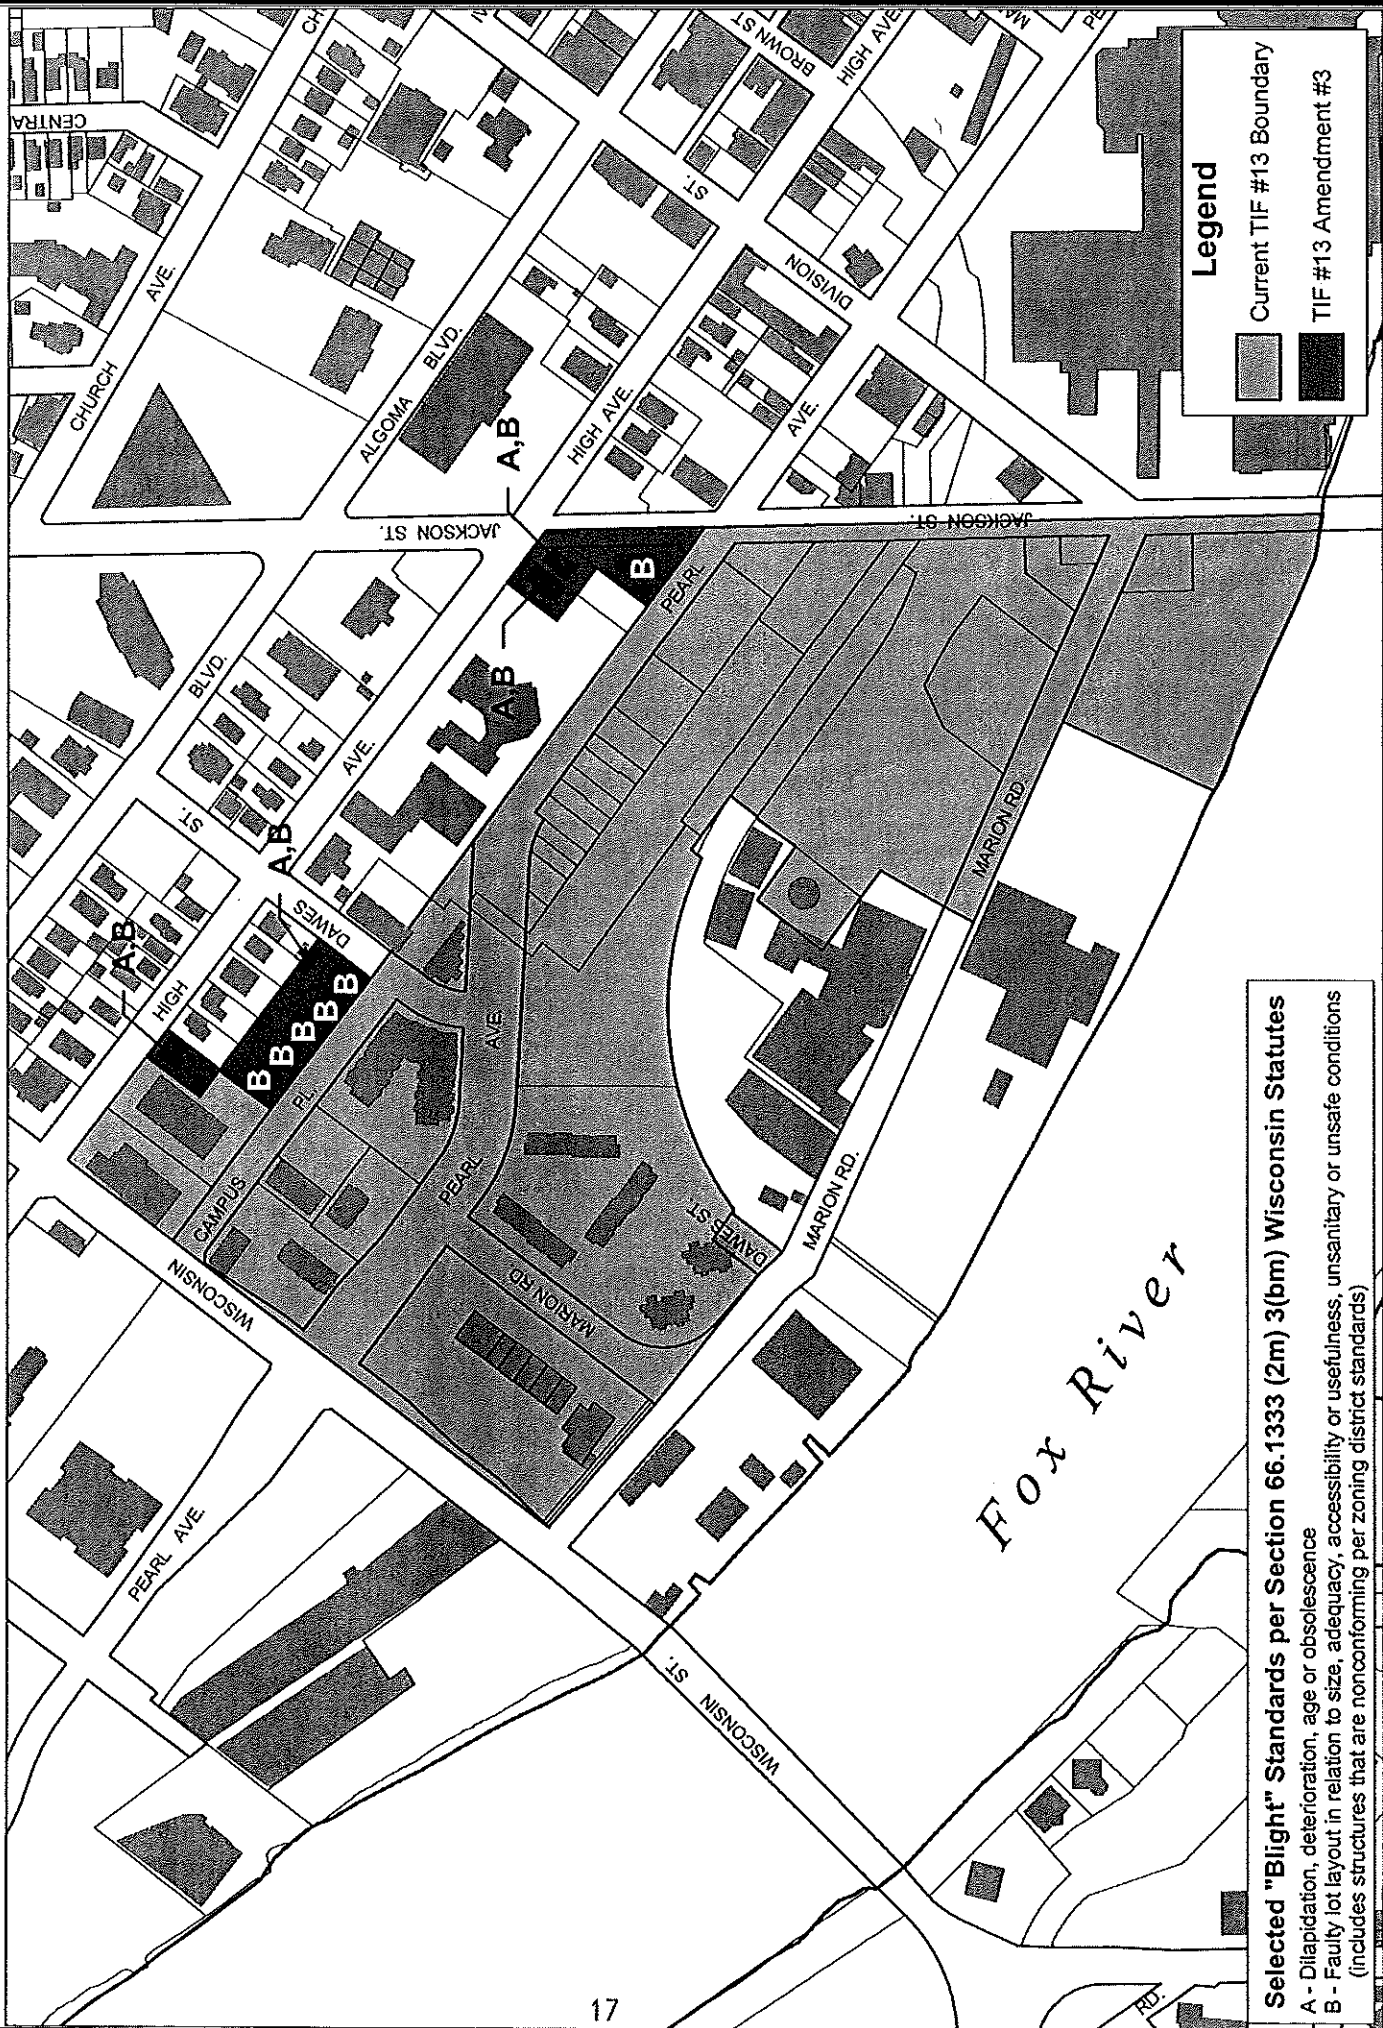 CENTRA
CHURCH
AVE.
BROWN ST
HIGH AVE.
ST.
ALGOMA
BLVD.
DIVISION
HIGH AVE.
AVE.
JACKSON ST.
JACKSON ST.
A,B
A,B
B
PEARL
BLVD.
AVE.
ST.
A,B
DAWES
A,B
HIGH
B
B
B
B
B
CAMPUS
PL.
AVE.
PEARL
MARION RD
DAWES ST.
MARION RD.
MARION RD.
WISCONSIN
PEARL AVE.
WISCONSIN
ST.
Fox River
RD.
Legend
Current TIF #13 Boundary
TIF #13 Amendment #3
Selected "Blight" Standards per Section 66.1333 (2m) 3(bm) Wisconsin Statutes
A - Dilapidation, deterioration, age or obsolescence
B - Faulty lot layout in relation to size, adequacy, accessibility or usefulness, unsanitary or unsafe conditions
(includes structures that are nonconforming per zoning district standards)
17